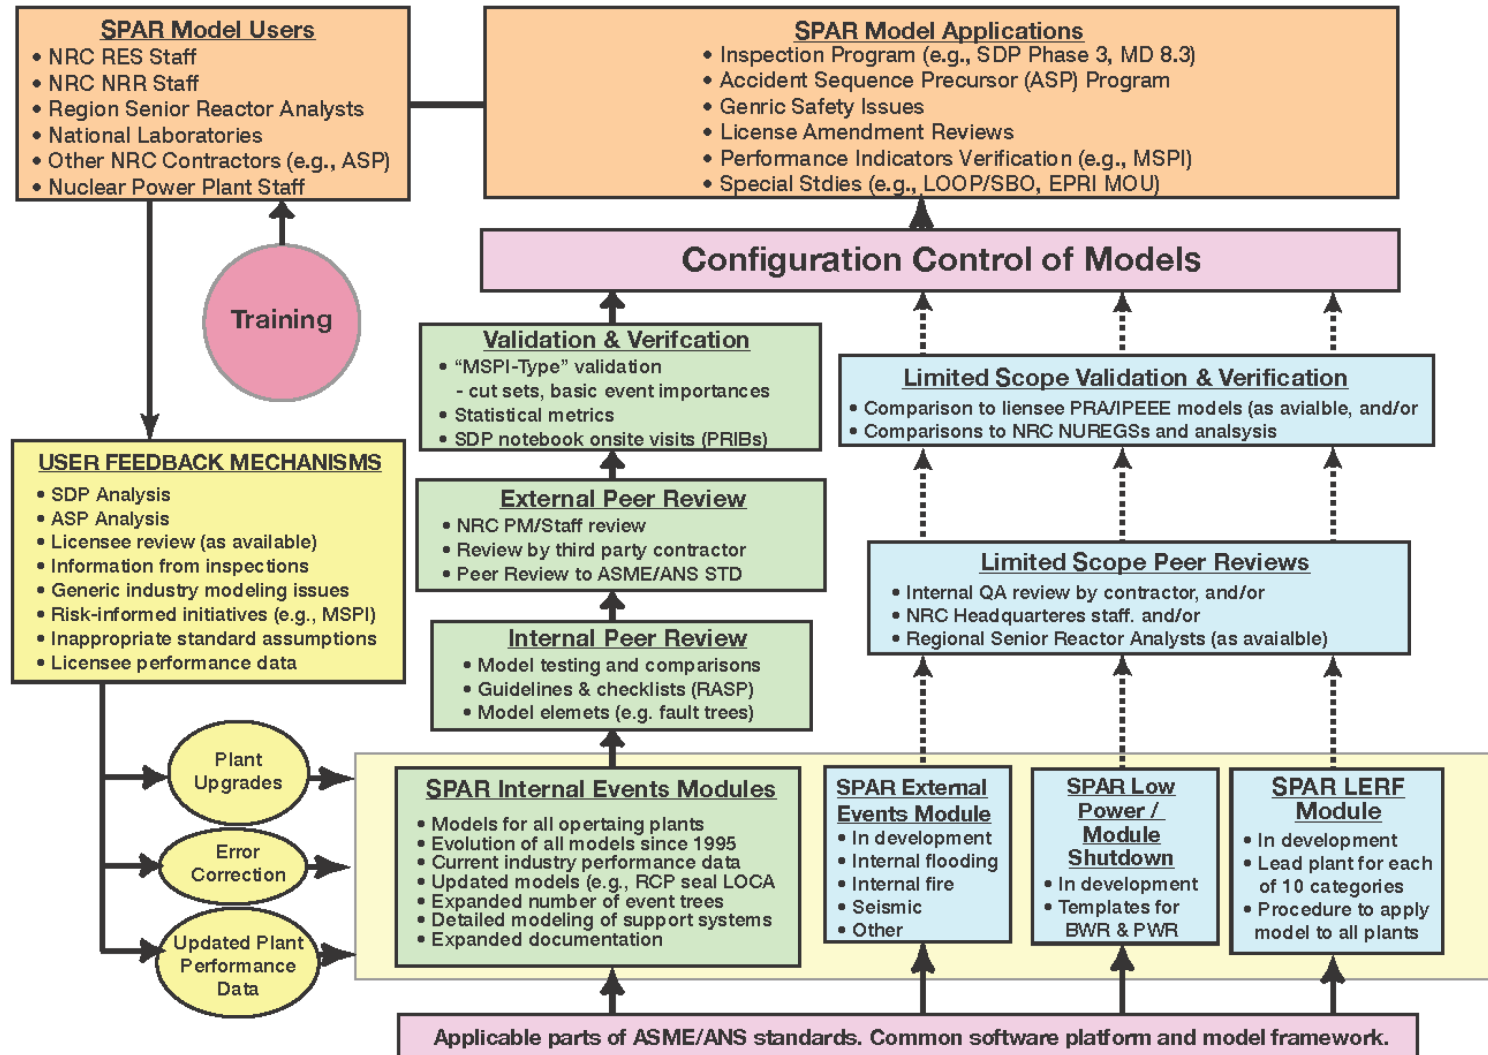 SPAR Model Users
• NRC RES Staff
• NRC NRR Staff
• Region Senior Reactor Analysts
• National Laboratories
• Other NRC Contractors (e.g., ASP)
• Nuclear Power Plant Staff
SPAR Model Applications
• Inspection Program (e.g., SDP Phase 3, MD 8.3)
• Accident Sequence Precursor (ASP) Program
• Genric Safety Issues
• License Amendment Reviews
• Performance Indicators Verification (e.g., MSPI)
• Special Stdies (e.g., LOOP/SBO, EPRI MOU)
Training
Configuration Control of Models
Validation & Verifcation
• “MSPI-Type” validation
- cut sets, basic event importances
• Statistical metrics
• SDP notebook onsite visits (PRIBs)
Limited Scope Validation & Verification
• Comparison to liensee PRA/IPEEE models (as avialble, and/or
• Comparisons to NRC NUREGSs and analsysis
USER FEEDBACK MECHANISMS
• SDP Analysis
• ASP Analysis
• Licensee review (as available)
• Information from inspections
• Generic industry modeling issues
• Risk-informed initiatives (e.g., MSPI)
• Inappropriate standard assumptions
• Licensee performance data
External Peer Review
• NRC PM/Staff review
• Review by third party contractor
• Peer Review to ASME/ANS STD
Limited Scope Peer Reviews
• Internal QA review by contractor, and/or
• NRC Headquarteres staff. and/or
• Regional Senior Reactor Analysts (as avaialble)
Internal Peer Review
• Model testing and comparisons
• Guidelines & checklists (RASP)
• Model elemets (e.g. fault trees)
Plant
Upgrades
Error
Correction
Updated Plant
Performance
Data
SPAR Internal Events Modules
• Models for all opertaing plants
• Evolution of all models since 1995
• Current industry performance data
• Updated models (e.g., RCP seal LOCA
• Expanded number of event trees
• Detailed modeling of support systems
• Expanded documentation
SPAR External
Events Module
• In development
• Internal flooding
• Internal fire
• Seismic
• Other
SPAR Low
Power /
Module
Shutdown
• In development
• Templates for
BWR & PWR
SPAR LERF
Module
• In development
• Lead plant for each
of 10 categories
• Procedure to apply
model to all plants
Applicable parts of ASME/ANS standards. Common software platform and model framework.